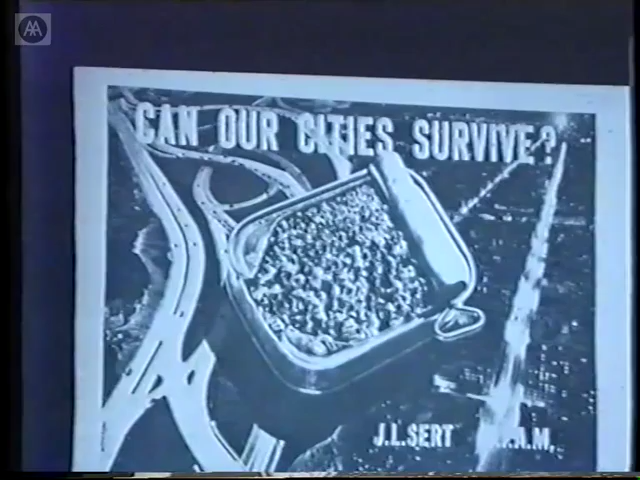 AA
CAN OUR CITIES SURVIVE?
J.L.SERT .A.M,